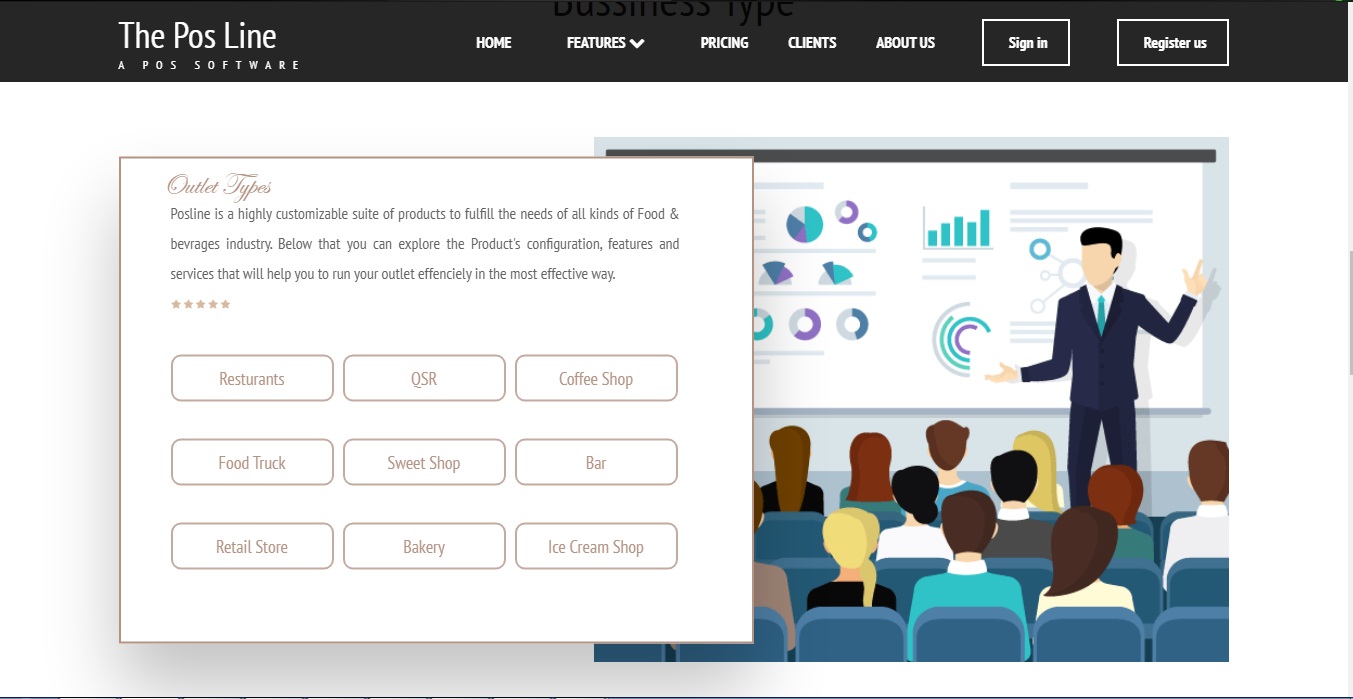 Bussiness Type
The Pos Line
A POS SOFTWARE
HOME
FEATURES
PRICING
CLIENTS
ABOUT US
Sign in
Register us
Outlet Types
Posline is a highly customizable suite of products to fulfill the needs of all kinds of Food &
bevrages industry. Below that you can explore the Product's configuration, features and
services that will help you to run your outlet effenciely in the most effective way.
Resturants
QSR
Coffee Shop
Food Truck
Sweet Shop
Bar
Retail Store
Bakery
Ice Cream Shop